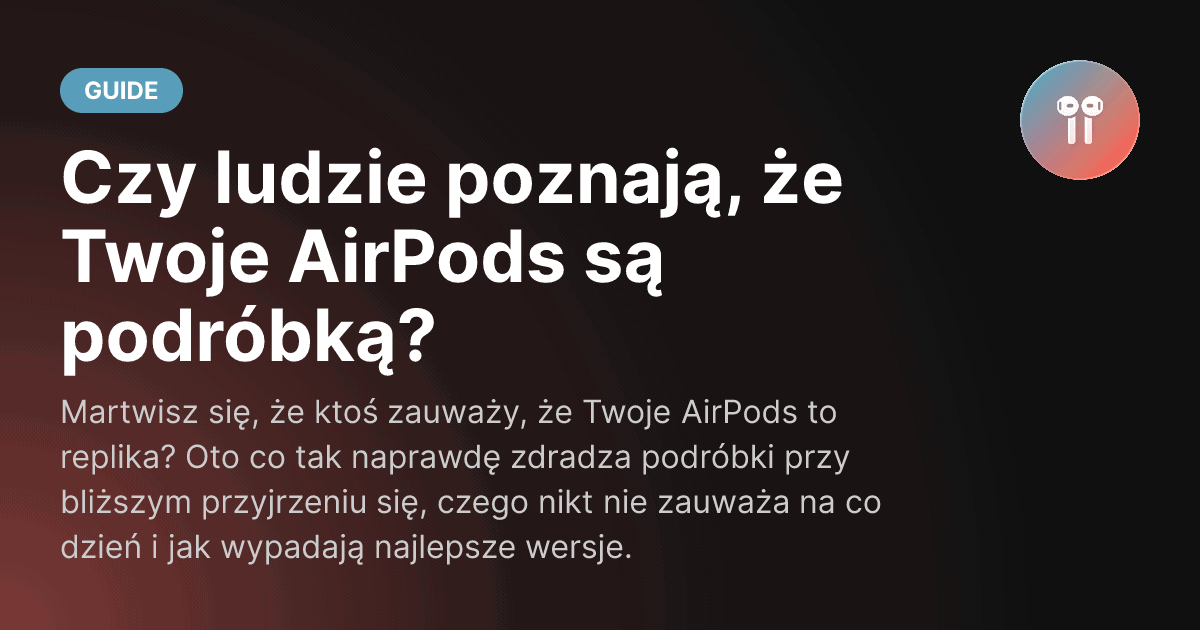 GUIDE
Czy ludzie poznają, że
Twoje AirPods są
podróbką?
Martwisz się, że ktoś zauważy, że Twoje AirPods to
replika? Oto co tak naprawdę zdradza podróbki przy
bliższym przyjrzeniu się, czego nikt nie zauważa na co
dzień i jak wypadają najlepsze wersje.